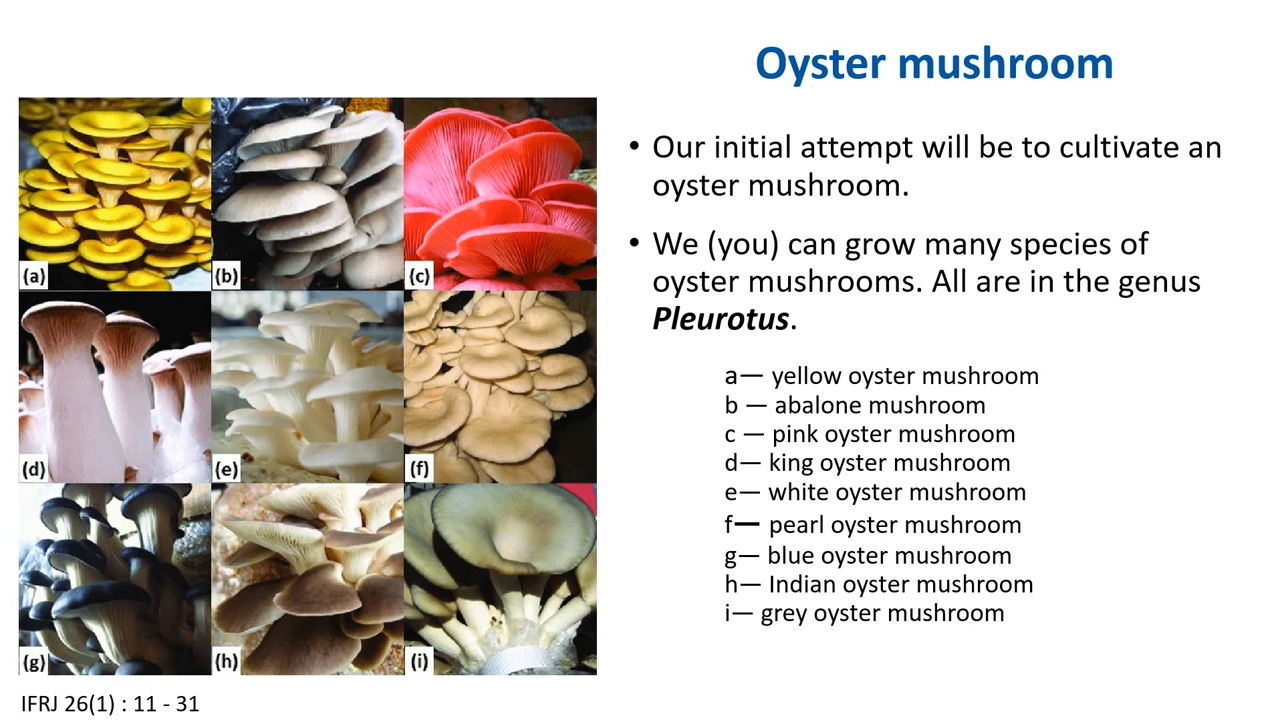 Oyster mushroom
(a)
(b)
(c)
(d)
(e)
(f)
(g)
(h)
(i)
IFRJ 26(1) : 11 - 31
• Our initial attempt will be to cultivate an
oyster mushroom.
• We (you) can grow many species of
oyster mushrooms. All are in the genus
Pleurotus.
a— yellow oyster mushroom
b — abalone mushroom
c — pink oyster mushroom
d— king oyster mushroom
e— white oyster mushroom
f— pearl oyster mushroom
g— blue oyster mushroom
h— Indian oyster mushroom
i— grey oyster mushroom